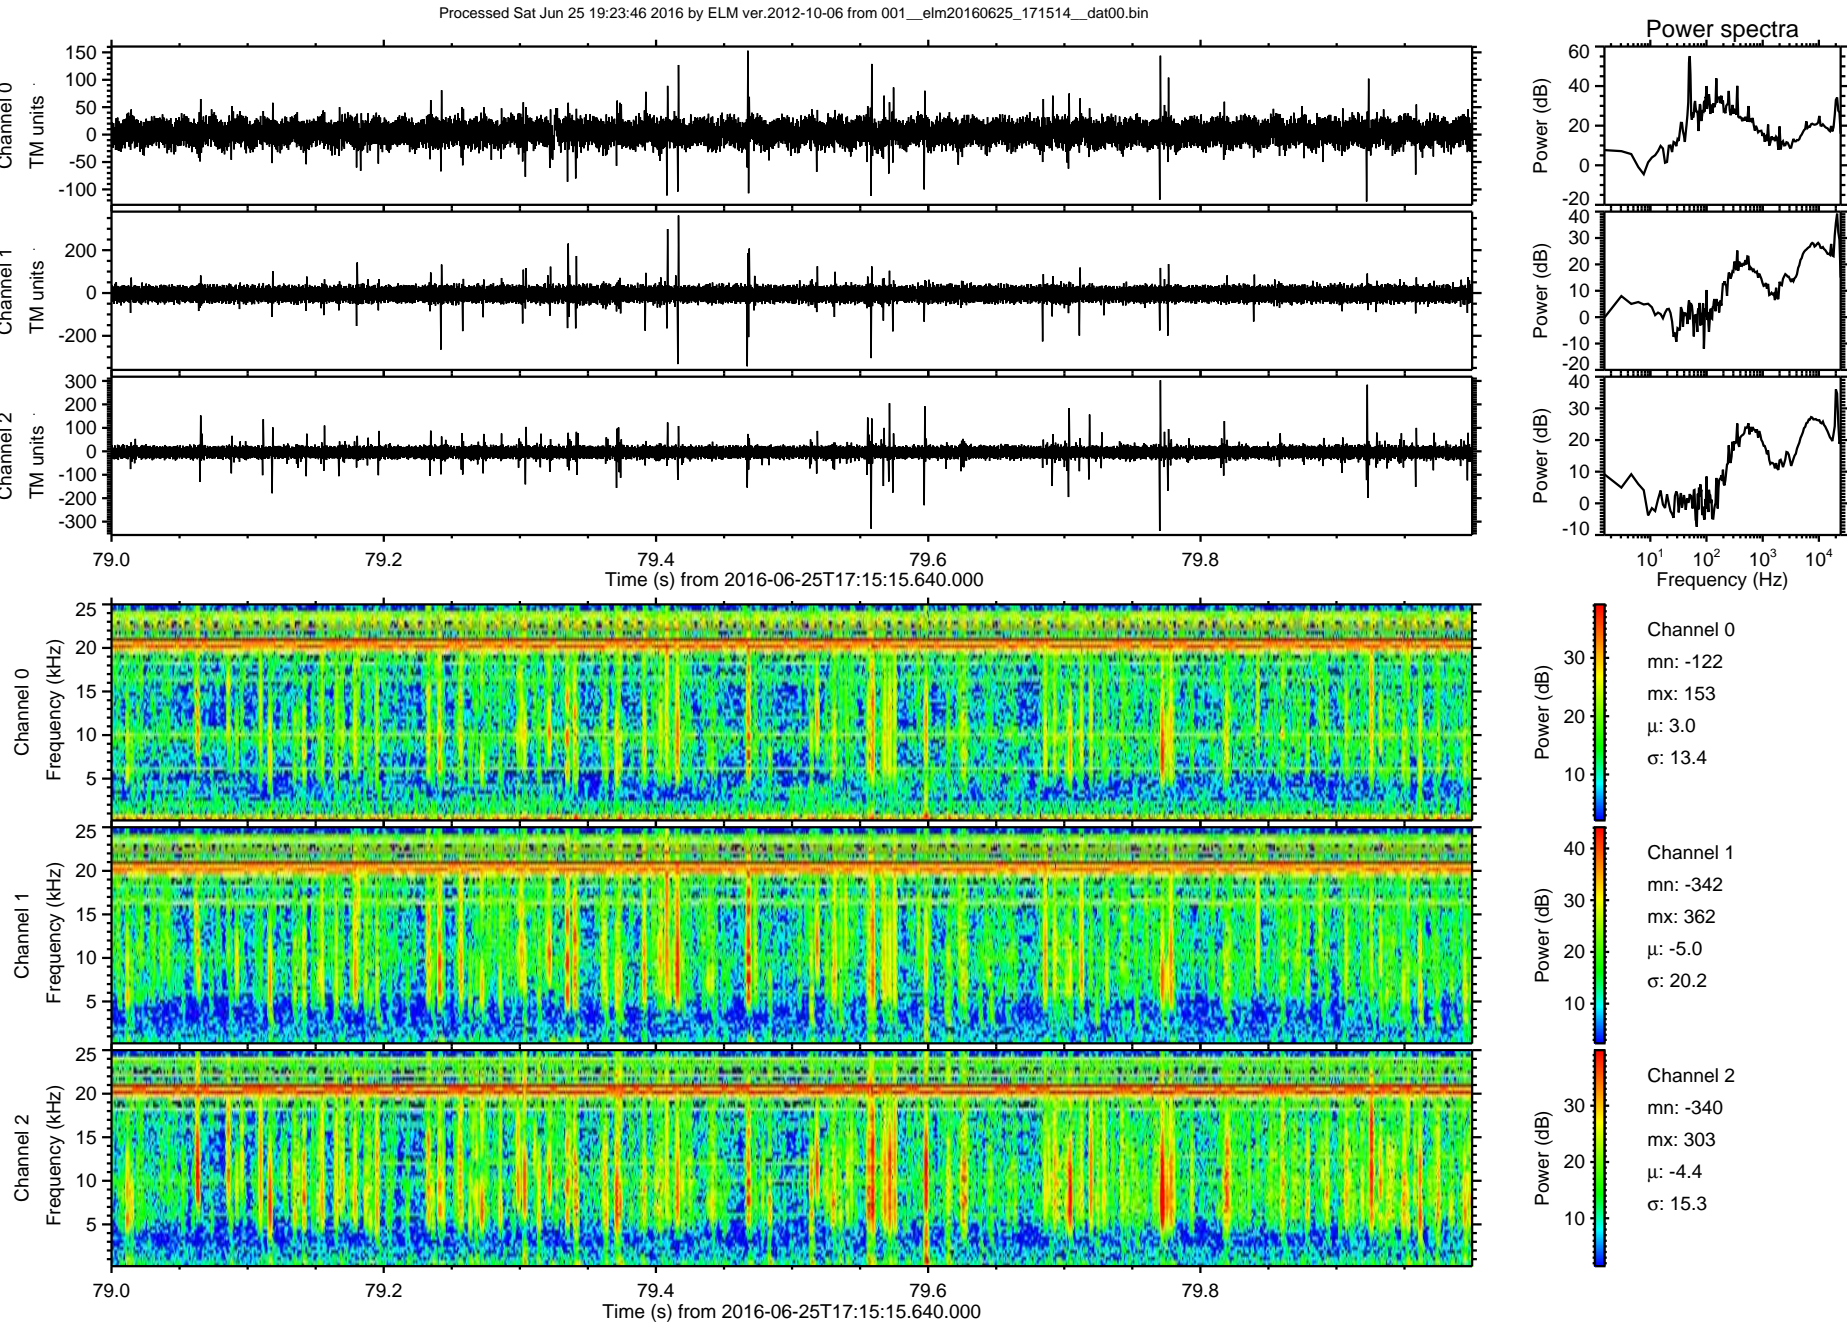 Processed Sat Jun 25 19:23:46 2016 by ELM ver.2012-10-06 from 001__elm20160625_171514__dat00.bin
Power spectra
Channel 0
TM units
150
100
50
0
-50
-100
Power (dB)
60
40
20
0
-20
Channel 1
TM units
200
0
-200
Power (dB)
40
30
20
10
0
-10
-20
Channel 2
TM units
300
200
100
0
-100
-200
-300
Power (dB)
40
30
20
10
0
-10
79.0 79.2 79.4 79.6 79.8
Time (s) from 2016-06-25T17:15:15.640.000
10^1 10^2 10^3 10^4
Frequency (Hz)
Channel 0
Frequency (kHz)
25
20
15
10
5
Power (dB)
30
20
10
Channel 0
mn: -122
mx: 153
μ: 3.0
σ: 13.4
Channel 1
Frequency (kHz)
25
20
15
10
5
Power (dB)
40
30
20
10
Channel 1
mn: -342
mx: 362
μ: -5.0
σ: 20.2
Channel 2
Frequency (kHz)
25
20
15
10
5
Power (dB)
30
20
10
Channel 2
mn: -340
mx: 303
μ: -4.4
σ: 15.3
79.0 79.2 79.4 79.6 79.8
Time (s) from 2016-06-25T17:15:15.640.000